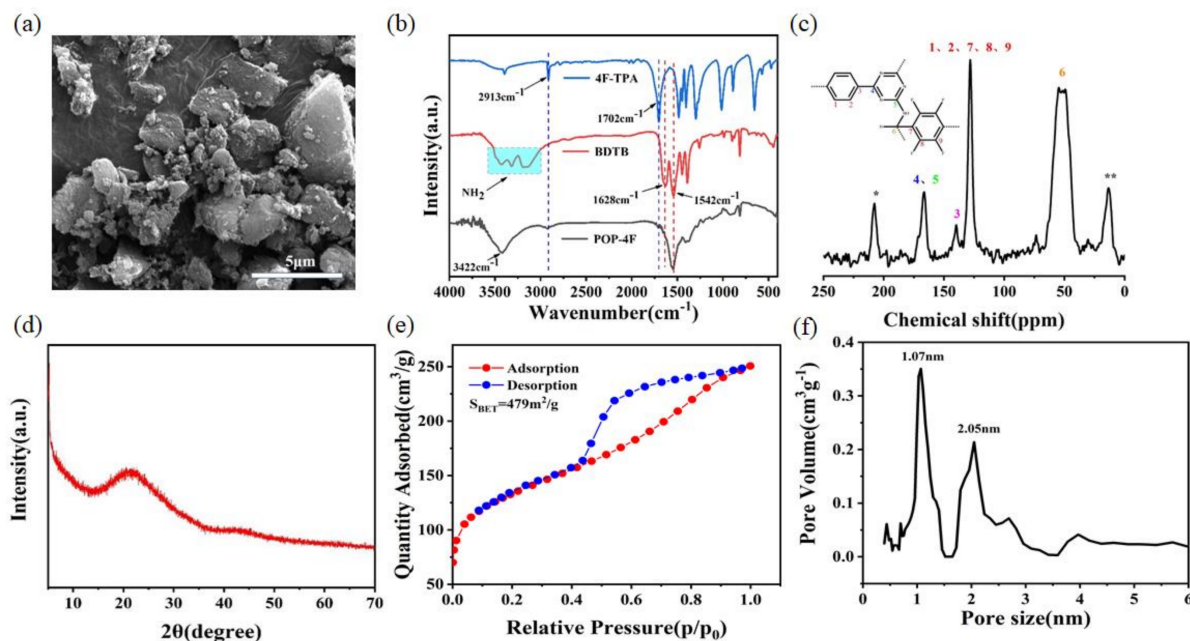 (a)
5μm
(b)
Intensity(a.u.)
2913cm⁻¹
4F-TPA
1702cm⁻¹
BDTB
NH₂
1628cm⁻¹
1542cm⁻¹
POP-4F
3422cm⁻¹
4000 3500 3000 2500 2000 1500 1000 400
Wavenumber(cm⁻¹)
(c)
1、2、7、8、9
6
4、5
3
*
**
1
2
3
250 200 150 100 50 0
Chemical shift(ppm)
(d)
Intensity(a.u.)
10 20 30 40 50 60 70
2θ(degree)
(e)
Quantity Adsorbed(cm³/g)
250
200
150
100
50
Adsorption
Desorption
S_BET=479m²/g
0.0 0.2 0.4 0.6 0.8 1.0
Relative Pressure(p/p₀)
(f)
Pore Volume(cm³g⁻¹)
0.4
0.3
0.2
0.1
0.0
1.07nm
2.05nm
0 1 2 3 4 5 6
Pore size(nm)